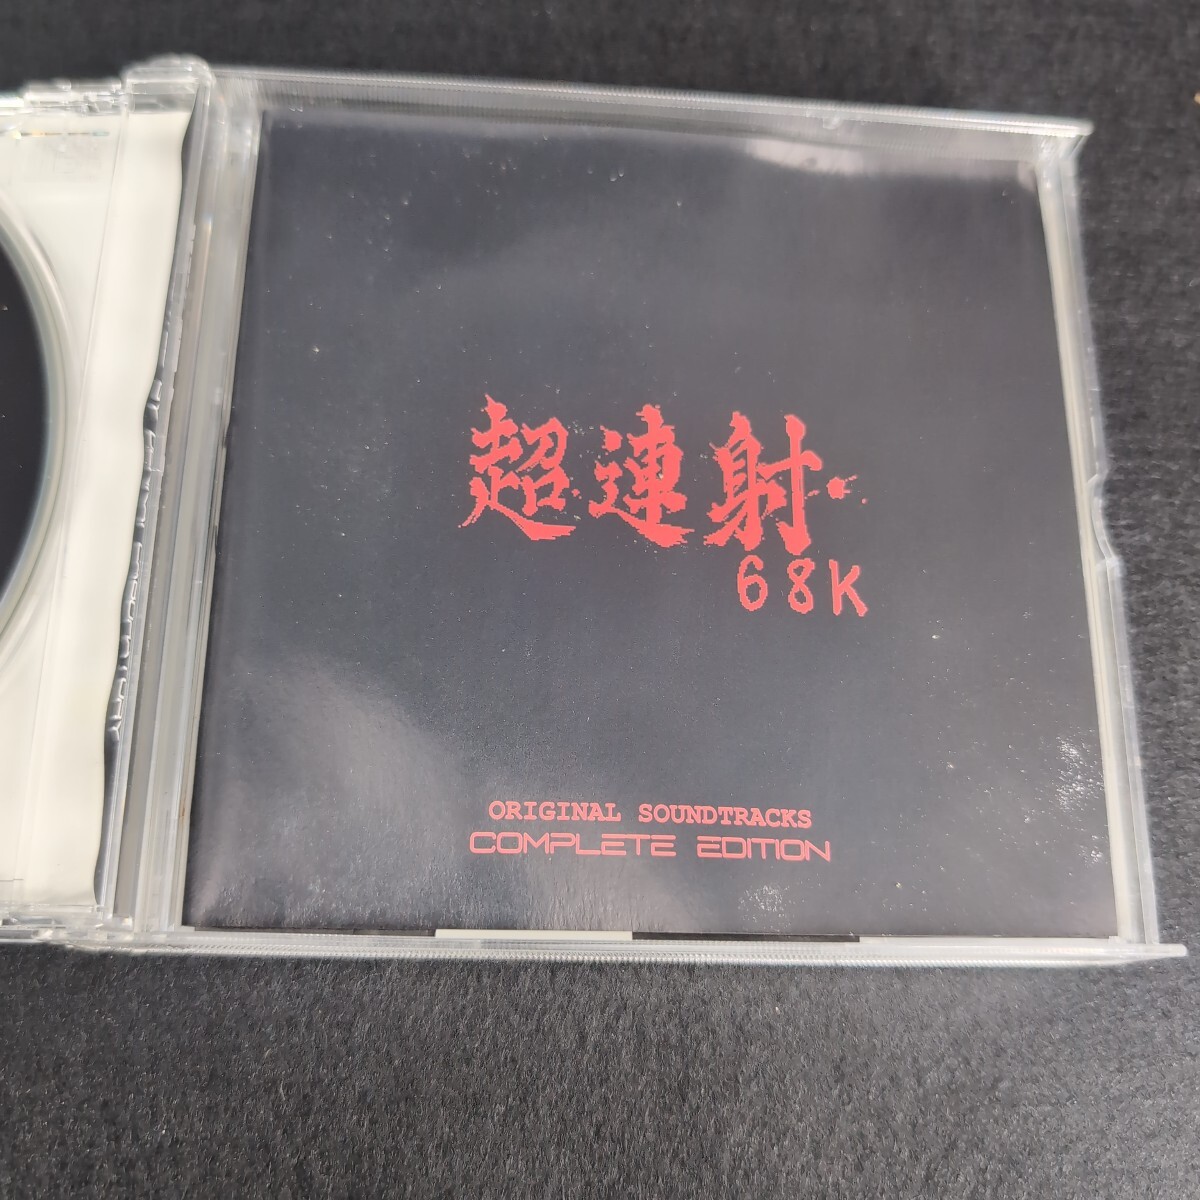 超連射
68K
ORIGINAL SOUNDTRACKS
COMPLETE EDITION